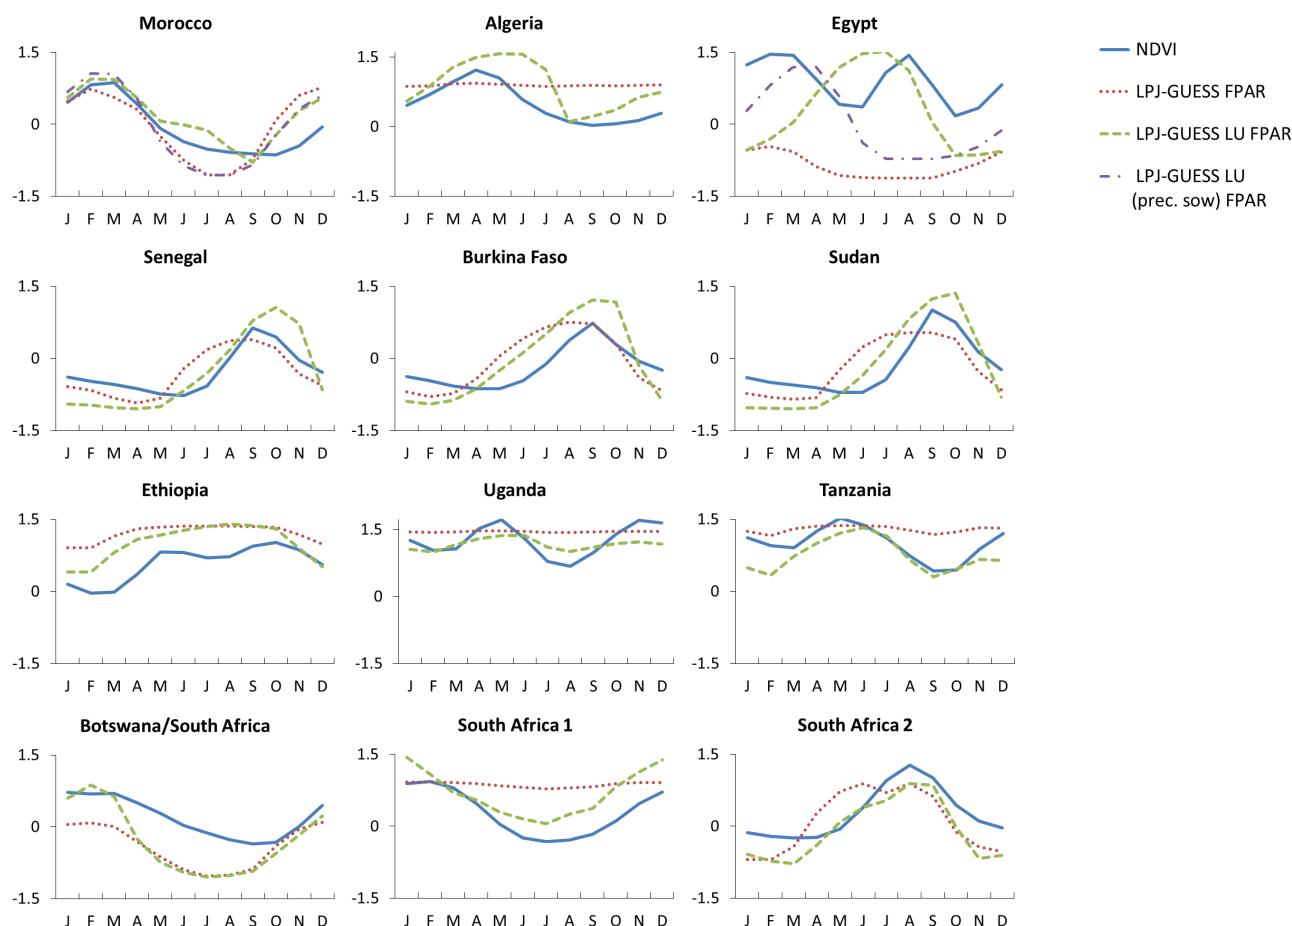 Morocco
1.5
0
-1.5
J F M A M J J A S O N D
Algeria
1.5
0
-1.5
J F M A M J J A S O N D
Egypt
1.5
0
-1.5
J F M A M J J A S O N D
NDVI
LPJ-GUESS FPAR
LPJ-GUESS LU FPAR
LPJ-GUESS LU
(prec. sow) FPAR
Senegal
1.5
0
-1.5
J F M A M J J A S O N D
Burkina Faso
1.5
0
-1.5
J F M A M J J A S O N D
Sudan
1.5
0
-1.5
J F M A M J J A S O N D
Ethiopia
1.5
0
-1.5
J F M A M J J A S O N D
Uganda
1.5
0
-1.5
J F M A M J J A S O N D
Tanzania
1.5
0
-1.5
J F M A M J J A S O N D
Botswana/South Africa
1.5
0
-1.5
J F M A M J J A S O N D
South Africa 1
1.5
0
-1.5
J F M A M J J A S O N D
South Africa 2
1.5
0
-1.5
J F M A M J J A S O N D